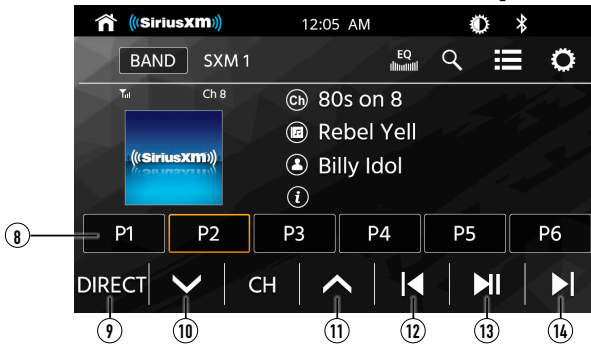 ((SiriusXM)) 12:05 AM
BAND SXM 1 EQ
Ch 8
Ch 80s on 8
Rebel Yell
Billy Idol
i
((SiriusXM))
P1 P2 P3 P4 P5 P6
8
DIRECT CH
9 10 11 12 13 14